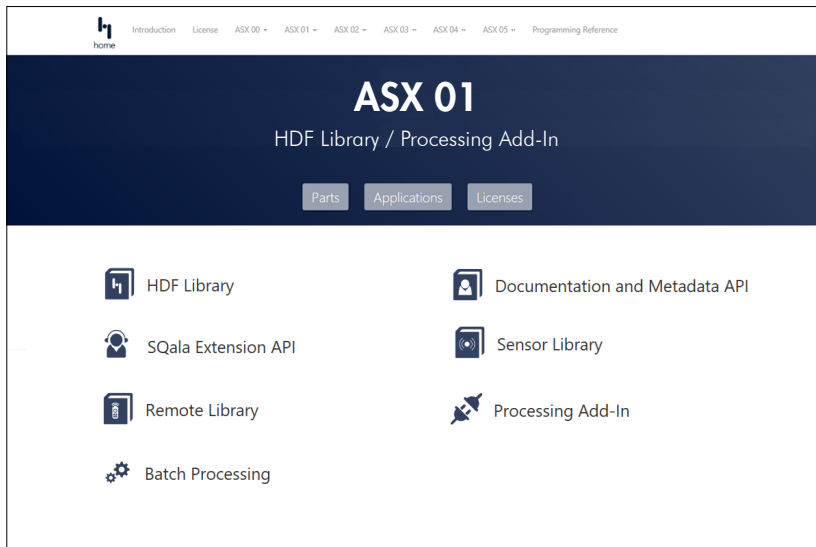 home Introduction License ASX 00 ASX 01 ASX 02 ASX 03 ASX 04 ASX 05 Programming Reference
ASX 01
HDF Library / Processing Add-In
Parts Applications Licenses
HDF Library
Documentation and Metadata API
SQala Extension API
Sensor Library
Remote Library
Processing Add-In
Batch Processing